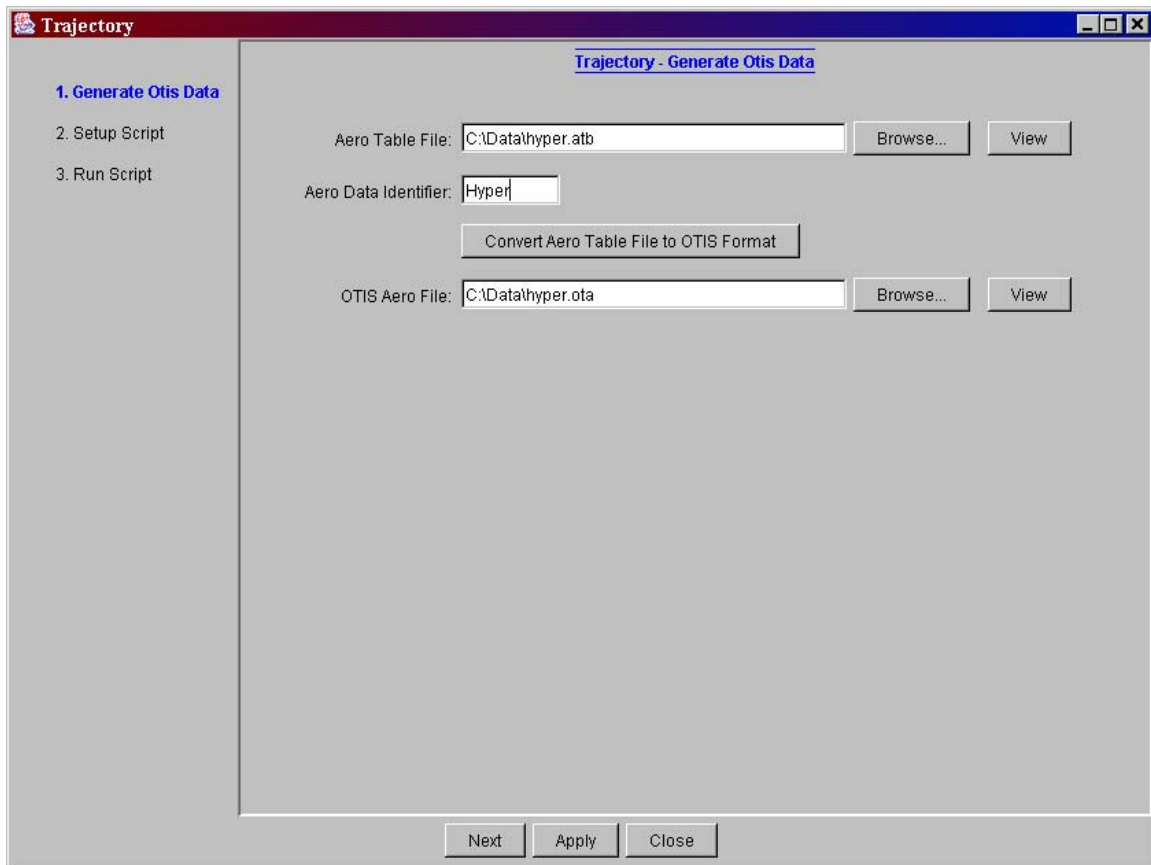 Trajectory
Trajectory - Generate Otis Data
1. Generate Otis Data
2. Setup Script
3. Run Script
Aero Table File: C:\Data\hyper.atb Browse... View
Aero Data Identifier: Hyper
Convert Aero Table File to OTIS Format
OTIS Aero File: C:\Data\hyper.ota Browse... View
Next Apply Close